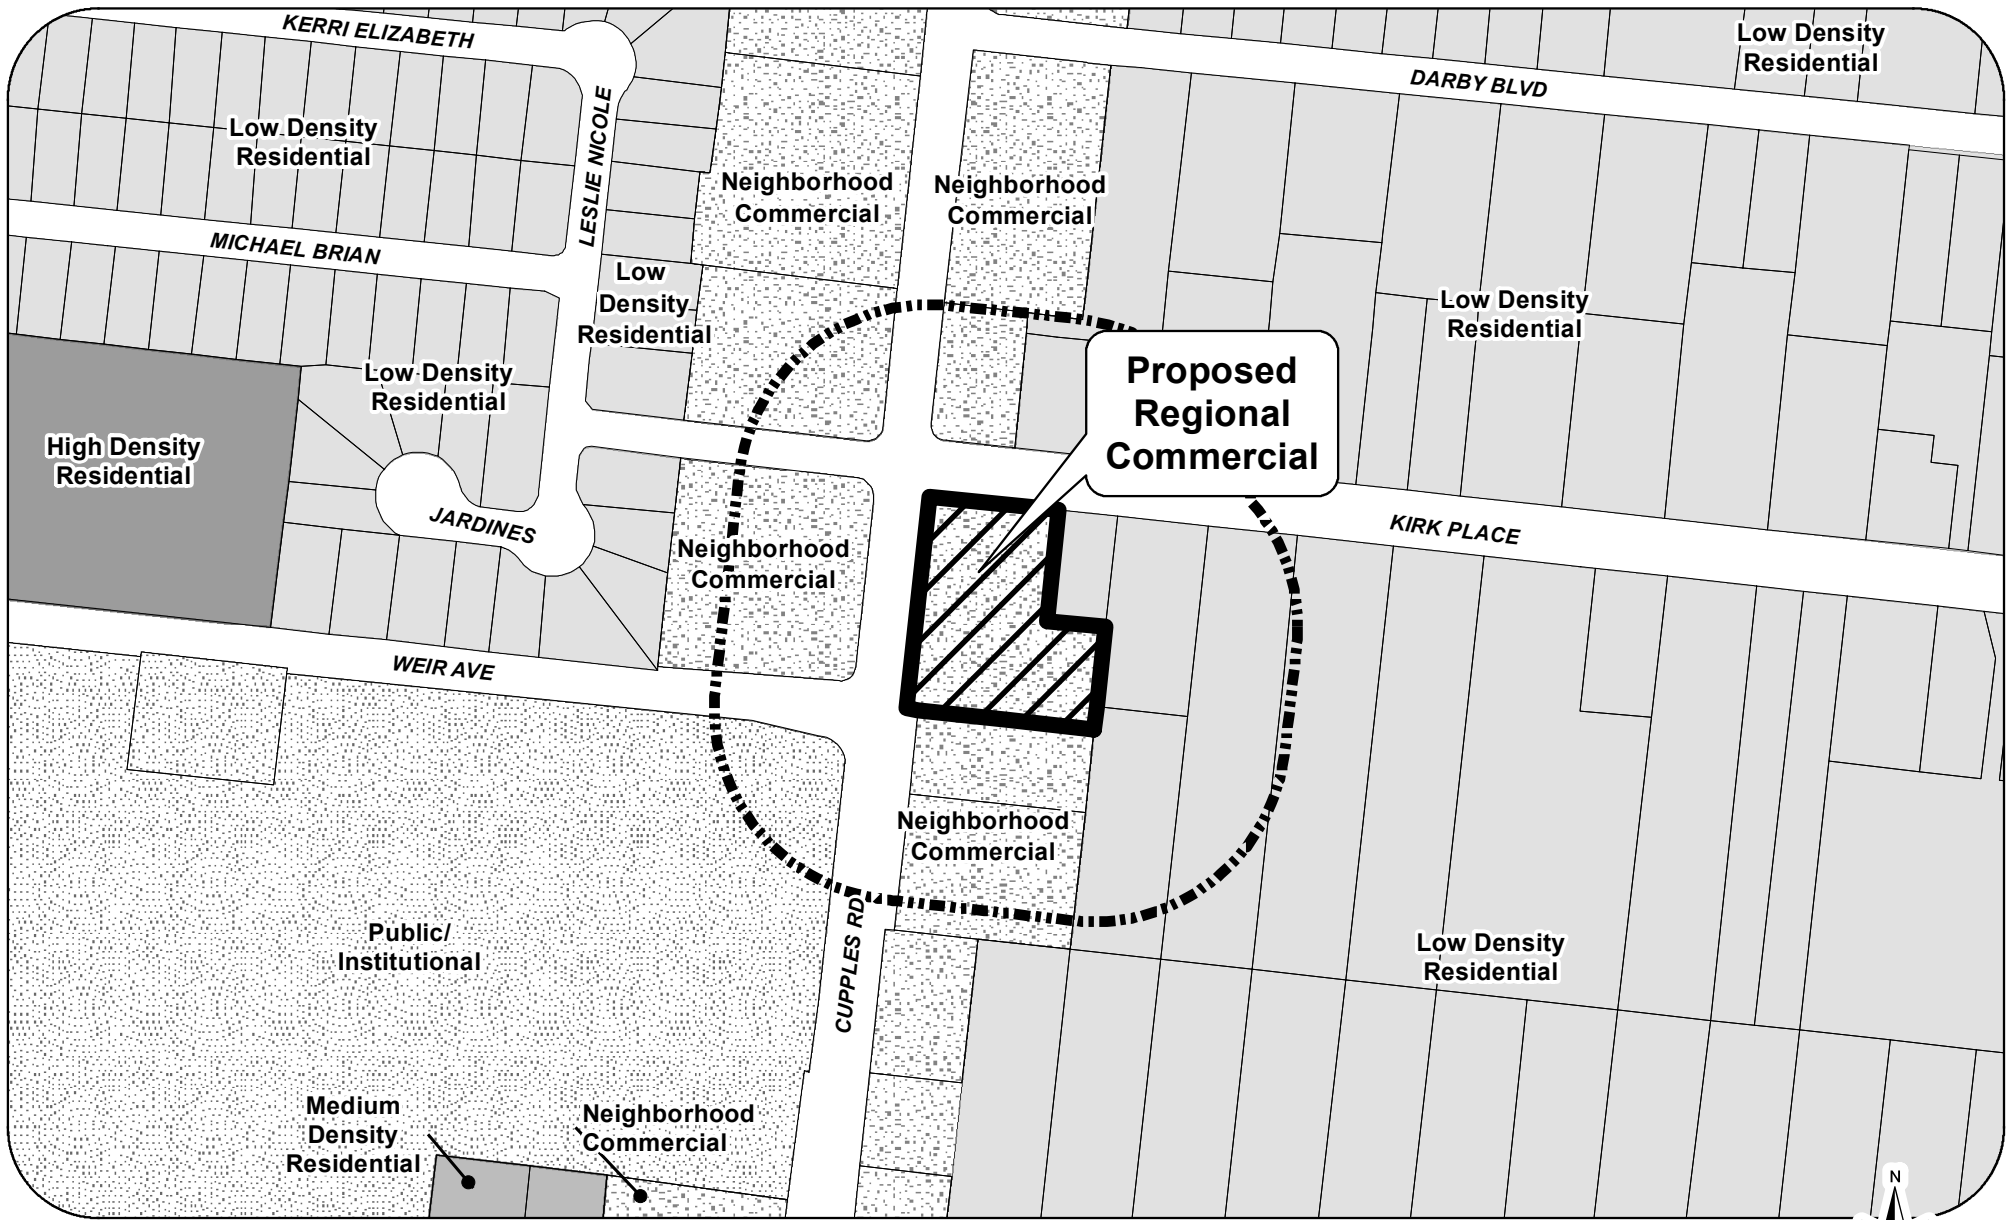 KERRI ELIZABETH
Low Density
Residential
DARBY BLVD
Low Density
Residential
LESLIE NICOLE
Neighborhood
Commercial
Neighborhood
Commercial
MICHAEL BRIAN
Low
Density
Residential
Low Density
Residential
Low Density
Residential
Proposed
Regional
Commercial
High Density
Residential
JARDINES
KIRK PLACE
Neighborhood
Commercial
WEIR AVE
Neighborhood
Commercial
Public/
Institutional
CUPPLES RD
Low Density
Residential
Medium
Density
Residential
Neighborhood
Commercial
N